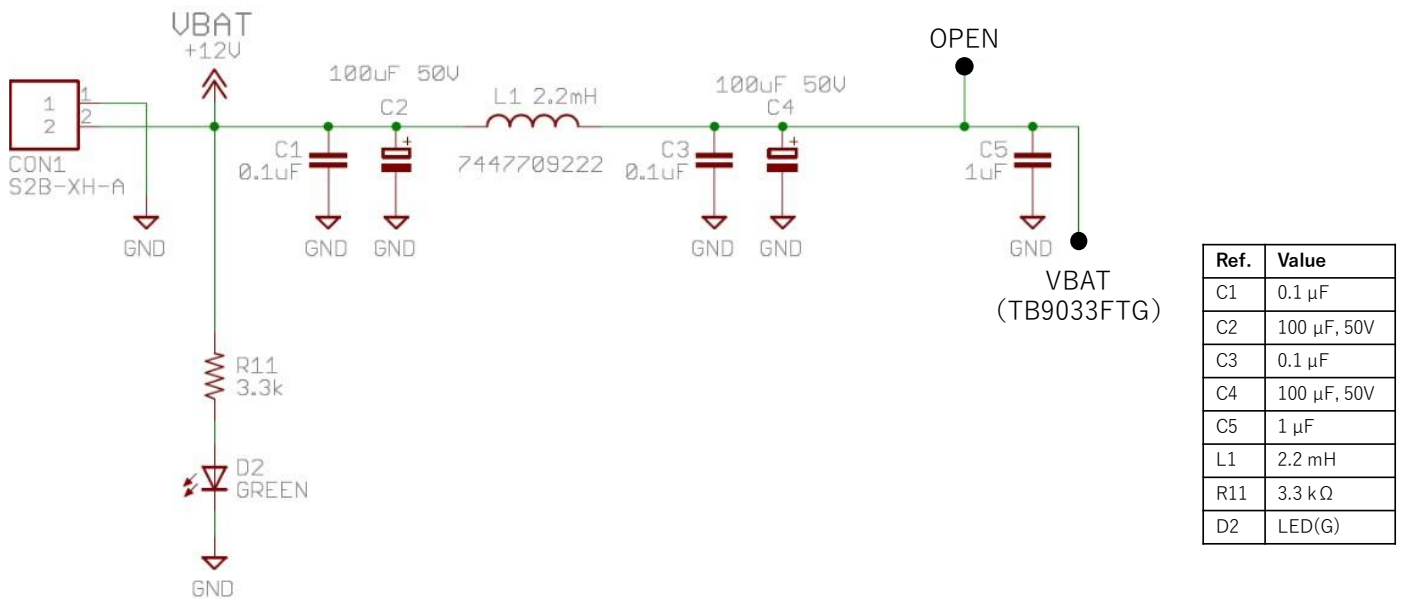 VBAT
+12V
1
2
1
2
CON1
S2B-XH-A
GND
100uF 50V
C2
C1
0.1uF
GND
GND
L1 2.2mH
7447709222
100uF 50V
C4
C3
0.1uF
GND
GND
OPEN
C5
1uF
GND
VBAT
(TB9033FTG)
R11
3.3k
D2
GREEN
GND
Ref. Value
C1 0.1 μF
C2 100 μF, 50V
C3 0.1 μF
C4 100 μF, 50V
C5 1 μF
L1 2.2 mH
R11 3.3 kΩ
D2 LED(G)